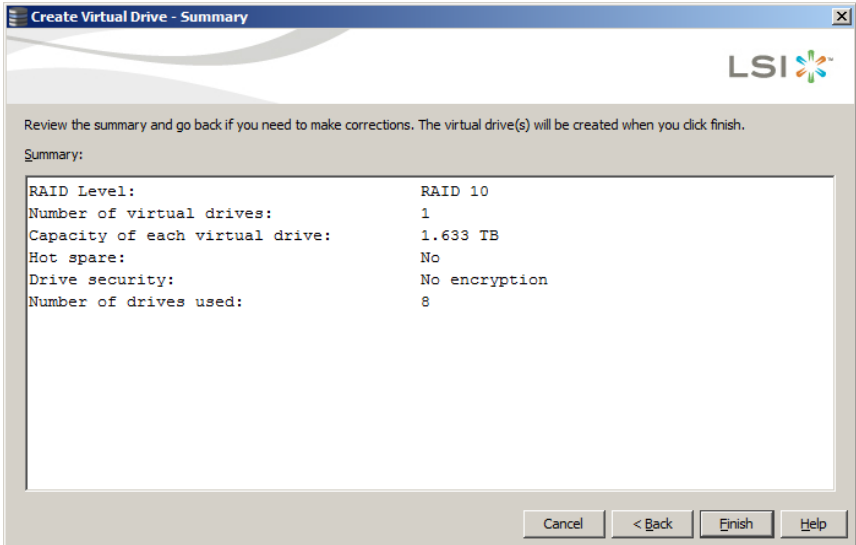 Create Virtual Drive - Summary
LSI
Review the summary and go back if you need to make corrections. The virtual drive(s) will be created when you click finish.
Summary:
RAID Level: RAID 10
Number of virtual drives: 1
Capacity of each virtual drive: 1.633 TB
Hot spare: No
Drive security: No encryption
Number of drives used: 8
Cancel < Back Finish Help